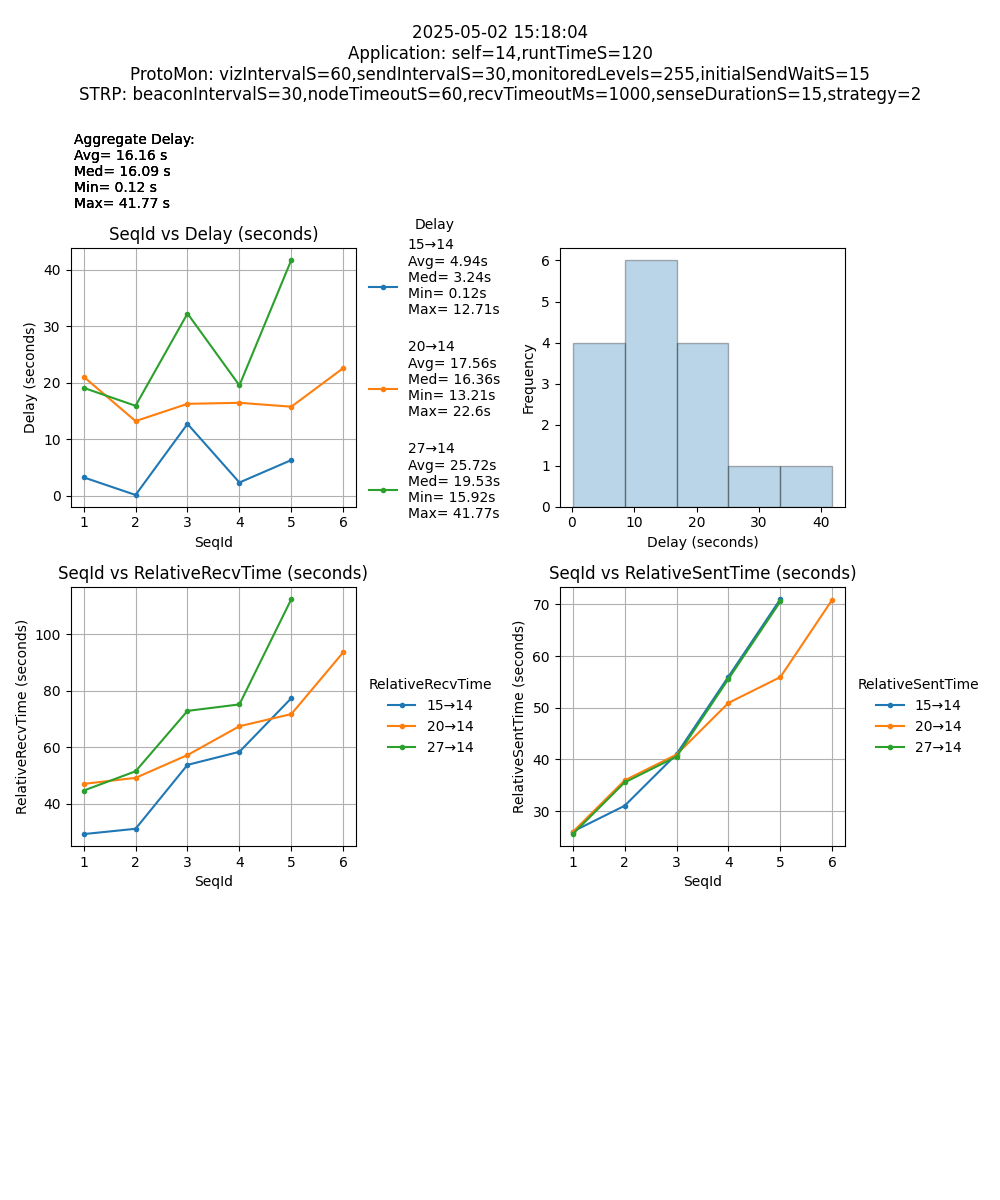 2025-05-02 15:18:04
Application: self=14,runtTimeS=120
ProtoMon: vizIntervalS=60,sendIntervalS=30,monitoredLevels=255,initialSendWaitS=15
STRP: beaconIntervalS=30,nodeTimeoutS=60,recvTimeoutMs=1000,senseDurationS=15,strategy=2
Aggregate Delay:
Avg= 16.16 s
Med= 16.09 s
Min= 0.12 s
Max= 41.77 s
SeqId vs Delay (seconds)
Delay (seconds)
40
30
20
10
0
1 2 3 4 5 6
SeqId
Delay
15→14
Avg= 4.94s
Med= 3.24s
Min= 0.12s
Max= 12.71s
20→14
Avg= 17.56s
Med= 16.36s
Min= 13.21s
Max= 22.6s
27→14
Avg= 25.72s
Med= 19.53s
Min= 15.92s
Max= 41.77s
Frequency
6
5
4
3
2
1
0
0 10 20 30 40
Delay (seconds)
SeqId vs RelativeRecvTime (seconds)
RelativeRecvTime (seconds)
100
80
60
40
1 2 3 4 5 6
SeqId
RelativeRecvTime
15→14
20→14
27→14
SeqId vs RelativeSentTime (seconds)
RelativeSentTime (seconds)
70
60
50
40
30
1 2 3 4 5 6
SeqId
RelativeSentTime
15→14
20→14
27→14